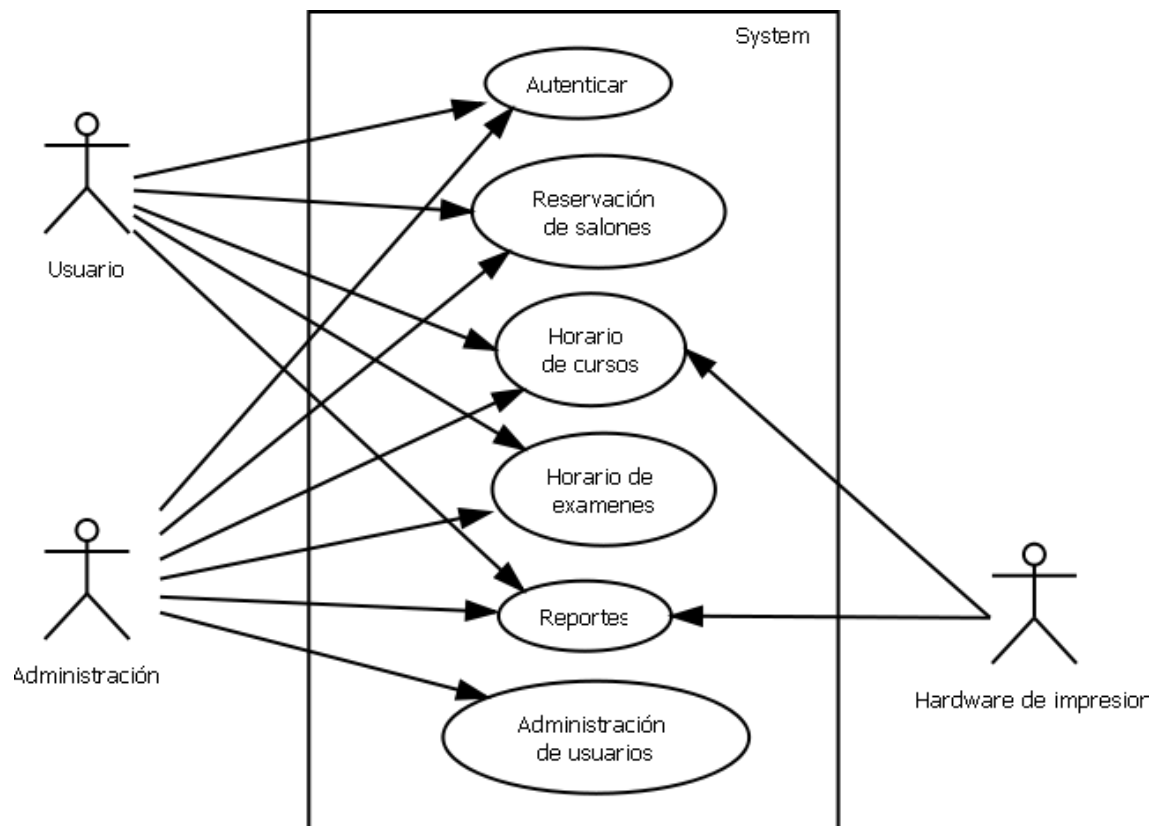 System
Autenticar
Reservación
de salones
Usuario
Horario
de cursos
Horario de
examenes
Reportes
Administración
Hardware de impresion
Administración
de usuarios